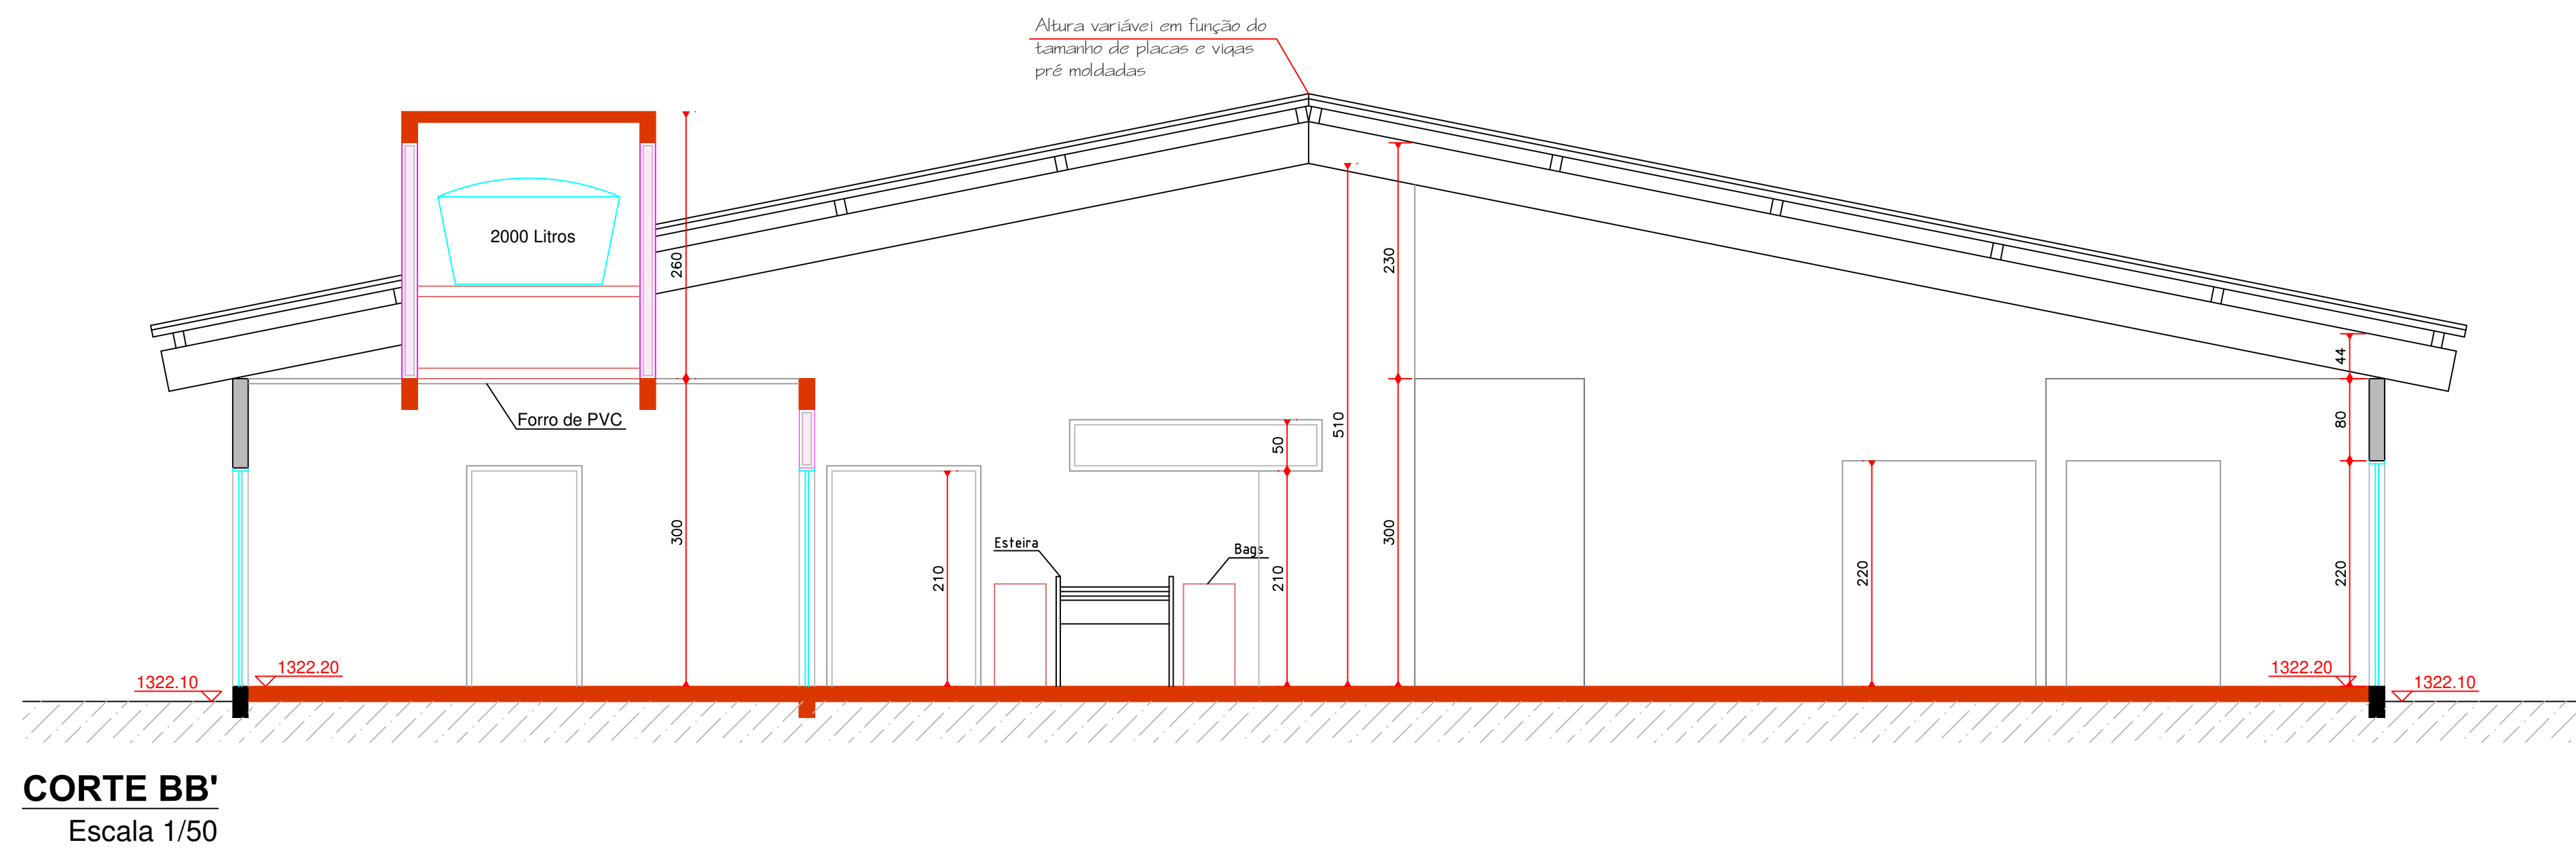 Altura variávei em função do
tamanho de placas e vigas
pré moldadas
2000 Litros
260
230
44
Forro de PVC
50
510
80
300
Esteira
Bags
210
210
300
220
220
1322.10
1322.20
1322.20
1322.10
CORTE BB'
Escala 1/50